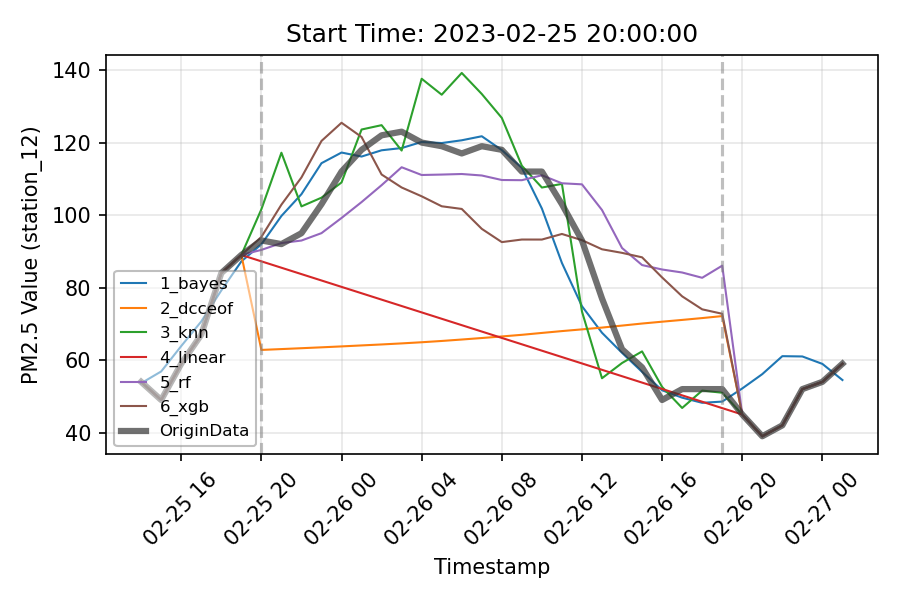 Start Time: 2023-02-25 20:00:00
PM2.5 Value (station_12)
140
120
100
80
60
40
1_bayes
2_dcceof
3_knn
4_linear
5_rf
6_xgb
OriginData
02-25 16
02-25 20
02-26 00
02-26 04
02-26 08
02-26 12
02-26 16
02-26 20
02-27 00
Timestamp